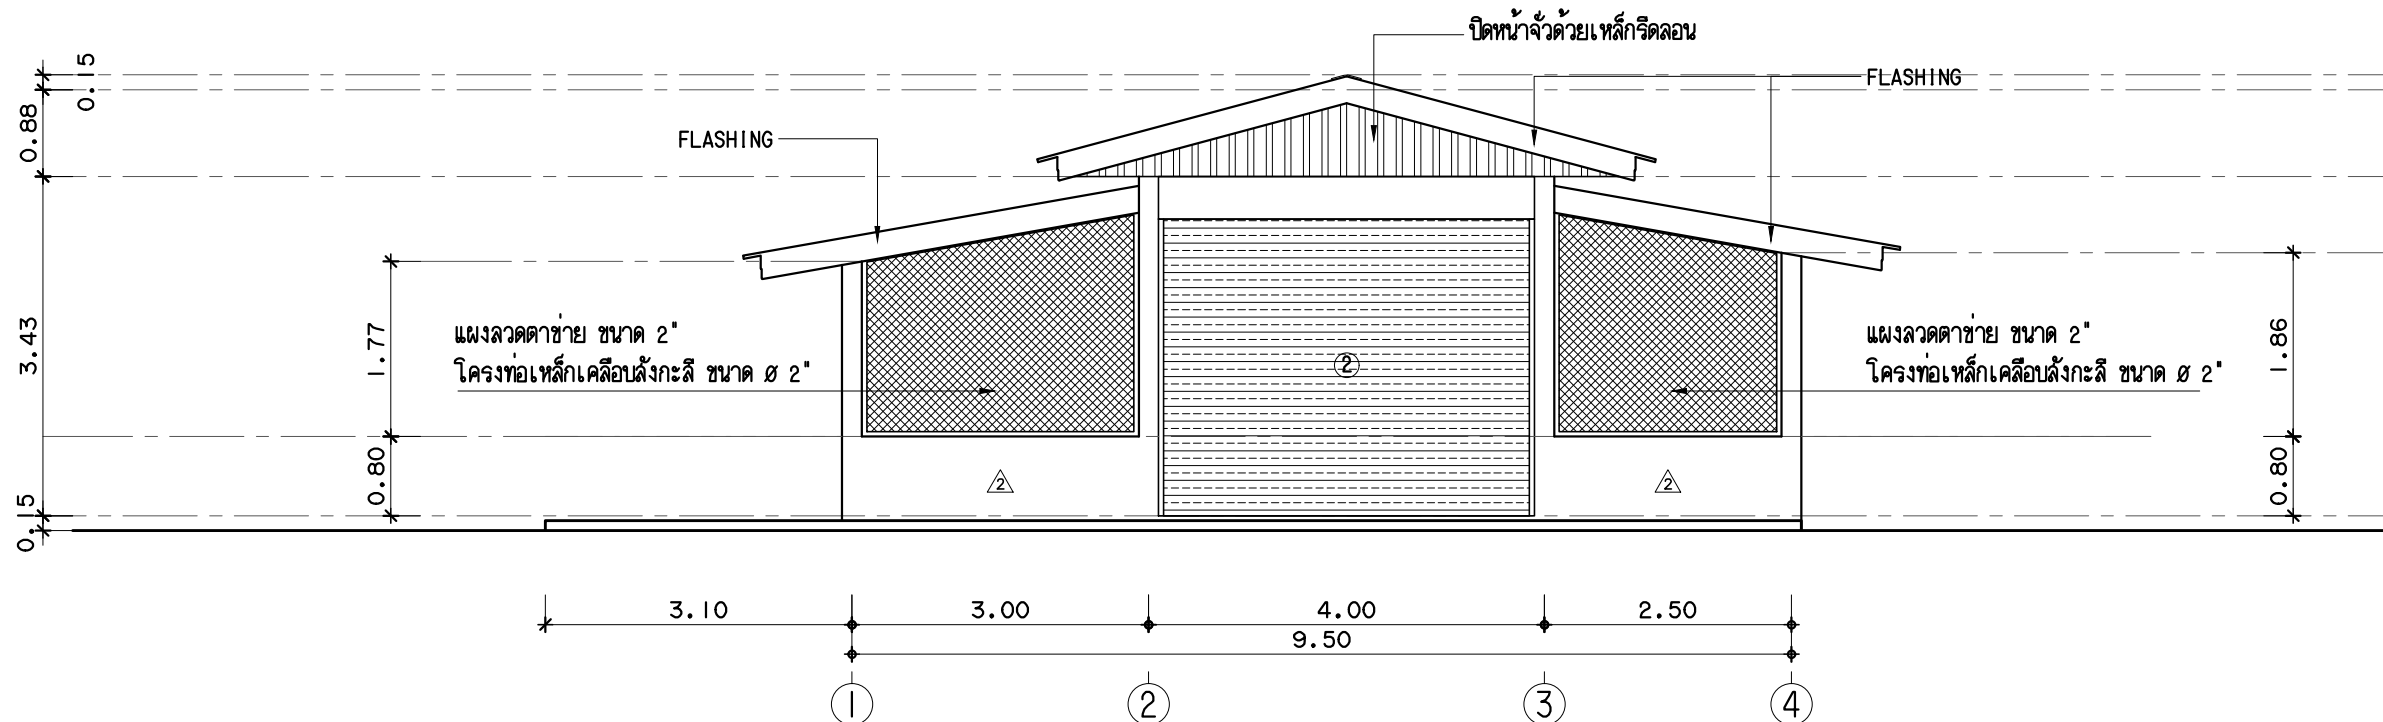 ปิดหน้าจั่วด้วยเหล็กรีดลอน
0.15
FLASHING
0.88
FLASHING
3.43
1.77
แผงลวดตาข่าย ขนาด 2"
โครงท่อเหล็กเคลือบสังกะสี ขนาด Ø 2"
2
แผงลวดตาข่าย ขนาด 2"
โครงท่อเหล็กเคลือบสังกะสี ขนาด Ø 2"
1.86
0.80
2
2
0.80
0.15
3.10
3.00
4.00
2.50
9.50
1
2
3
4